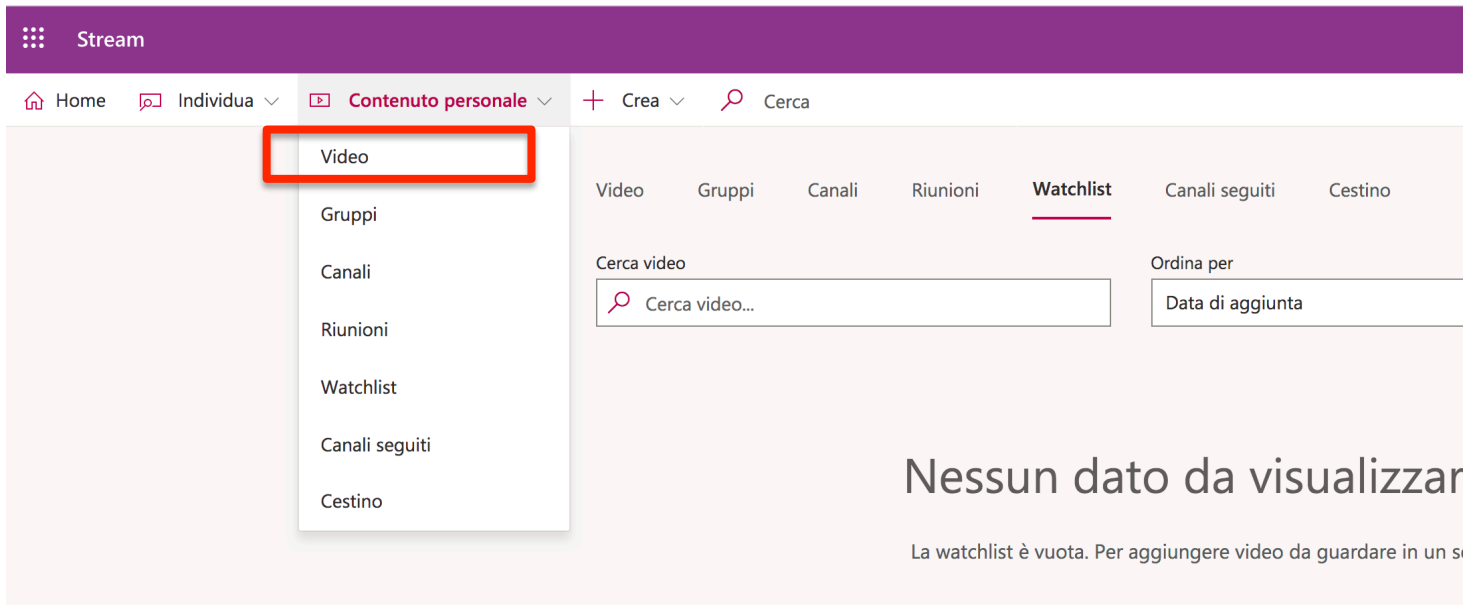 Stream
Home Individua Contenuto personale Crea Cerca
Video
Gruppi
Canali
Riunioni
Watchlist
Canali seguiti
Cestino
Video Gruppi Canali Riunioni Watchlist Canali seguiti Cestino
Cerca video
Cerca video...
Ordina per
Data di aggiunta
Nessun dato da visualizzar
La watchlist è vuota. Per aggiungere video da guardare in un s